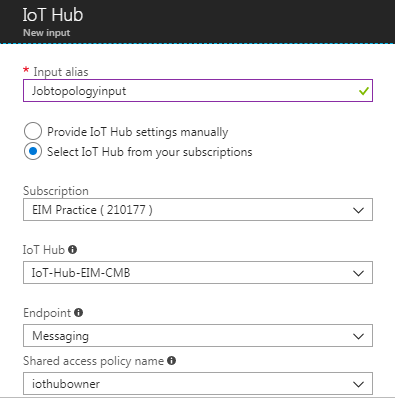 IoT Hub
New input
* Input alias
Jobtopologyinput
Provide IoT Hub settings manually
Select IoT Hub from your subscriptions
Subscription
EIM Practice ( 210177 )
IoT Hub
IoT-Hub-EIM-CMB
Endpoint
Messaging
Shared access policy name
iothubowner